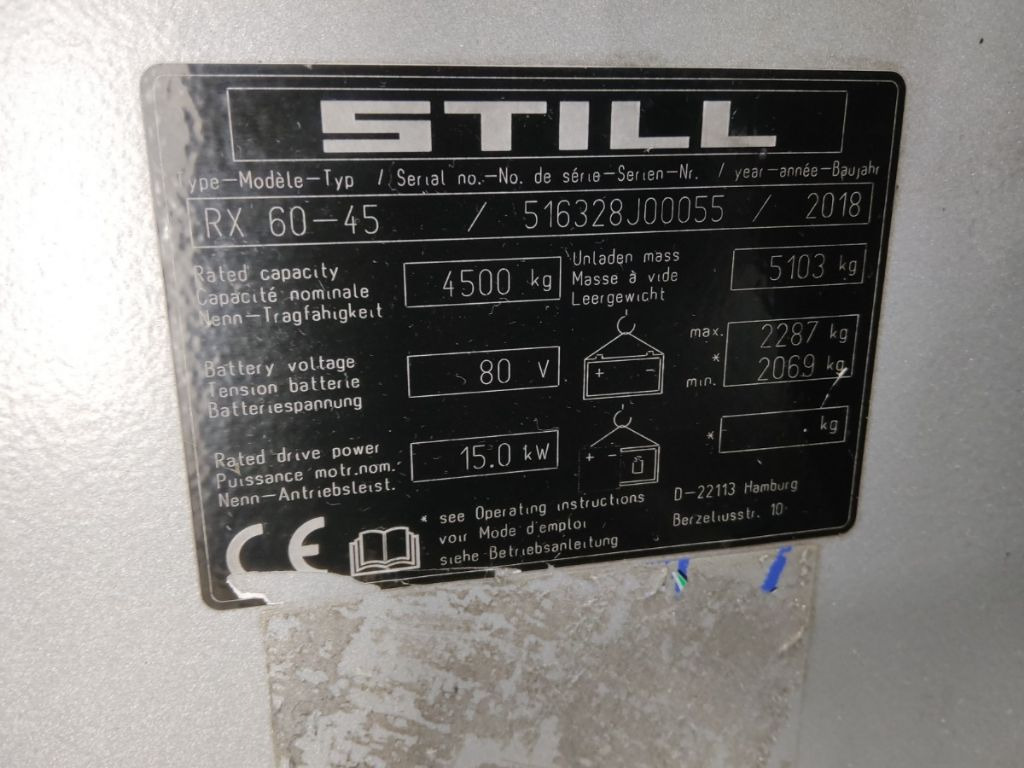 STILL
Type-Modèle-Typ / Serial no.-No. de série-Serien-Nr. / year-année-Baujahr
RX 60-45 / 516328J00055 / 2018
Rated capacity
Capacité nominale
Nenn-Tragfähigkeit
4500 kg
Unladen mass
Masse à vide
Leergewicht
5103 kg
Battery voltage
Tension batterie
Batteriespannung
80 V
+ -
max. 2287 kg
*
min. 2069 kg
Rated drive power
Puissance motr.nom.
Nenn-Antriebsleist.
15.0 kW
+ -
* . kg
CE
* see Operating instructions
voir Mode d'emploi
siehe Betriebsanleitung
D-22113 Hamburg
Berzeliusstr. 10